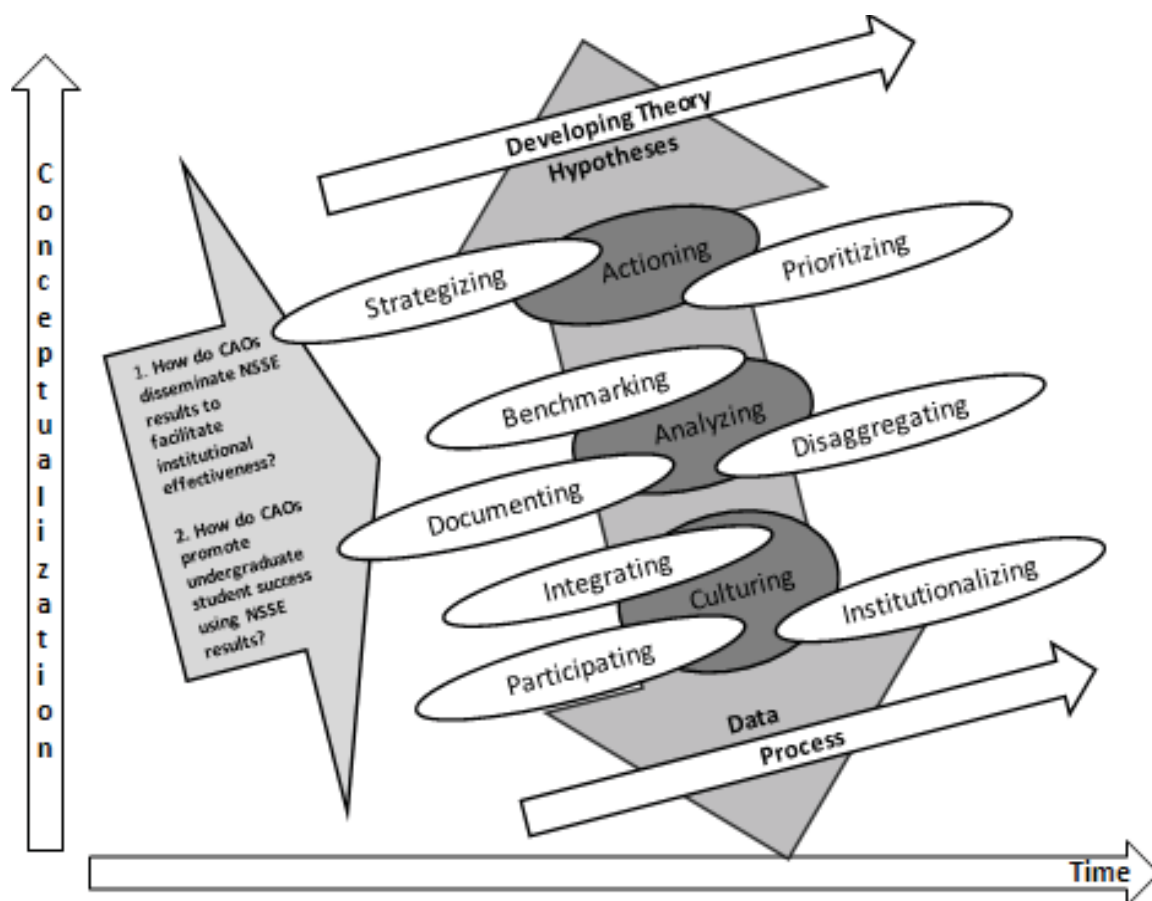 Conceptualization
Developing Theory
Hypotheses
Strategizing
Actioning
Prioritizing
1. How do CAOs
disseminate NSSE
results to
facilitate
institutional
effectiveness?
2. How do CAOs
promote
undergraduate
student success
using NSSE
results?
Benchmarking
Analyzing
Disaggregating
Documenting
Integrating
Culturing
Institutionalizing
Participating
Data
Process
Time